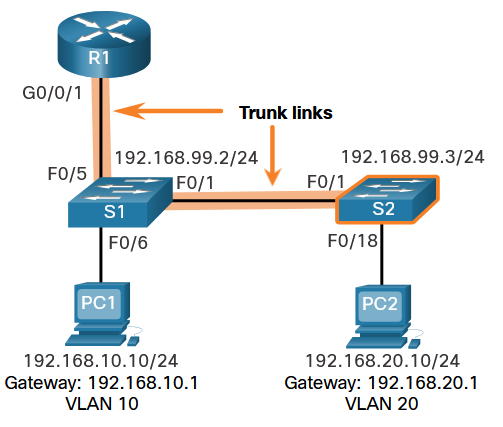 R1
G0/0/1
Trunk links
192.168.99.2/24
192.168.99.3/24
F0/5
F0/1
F0/1
S1
S2
F0/6
F0/18
PC1
PC2
192.168.10.10/24
Gateway: 192.168.10.1
VLAN 10
192.168.20.10/24
Gateway: 192.168.20.1
VLAN 20